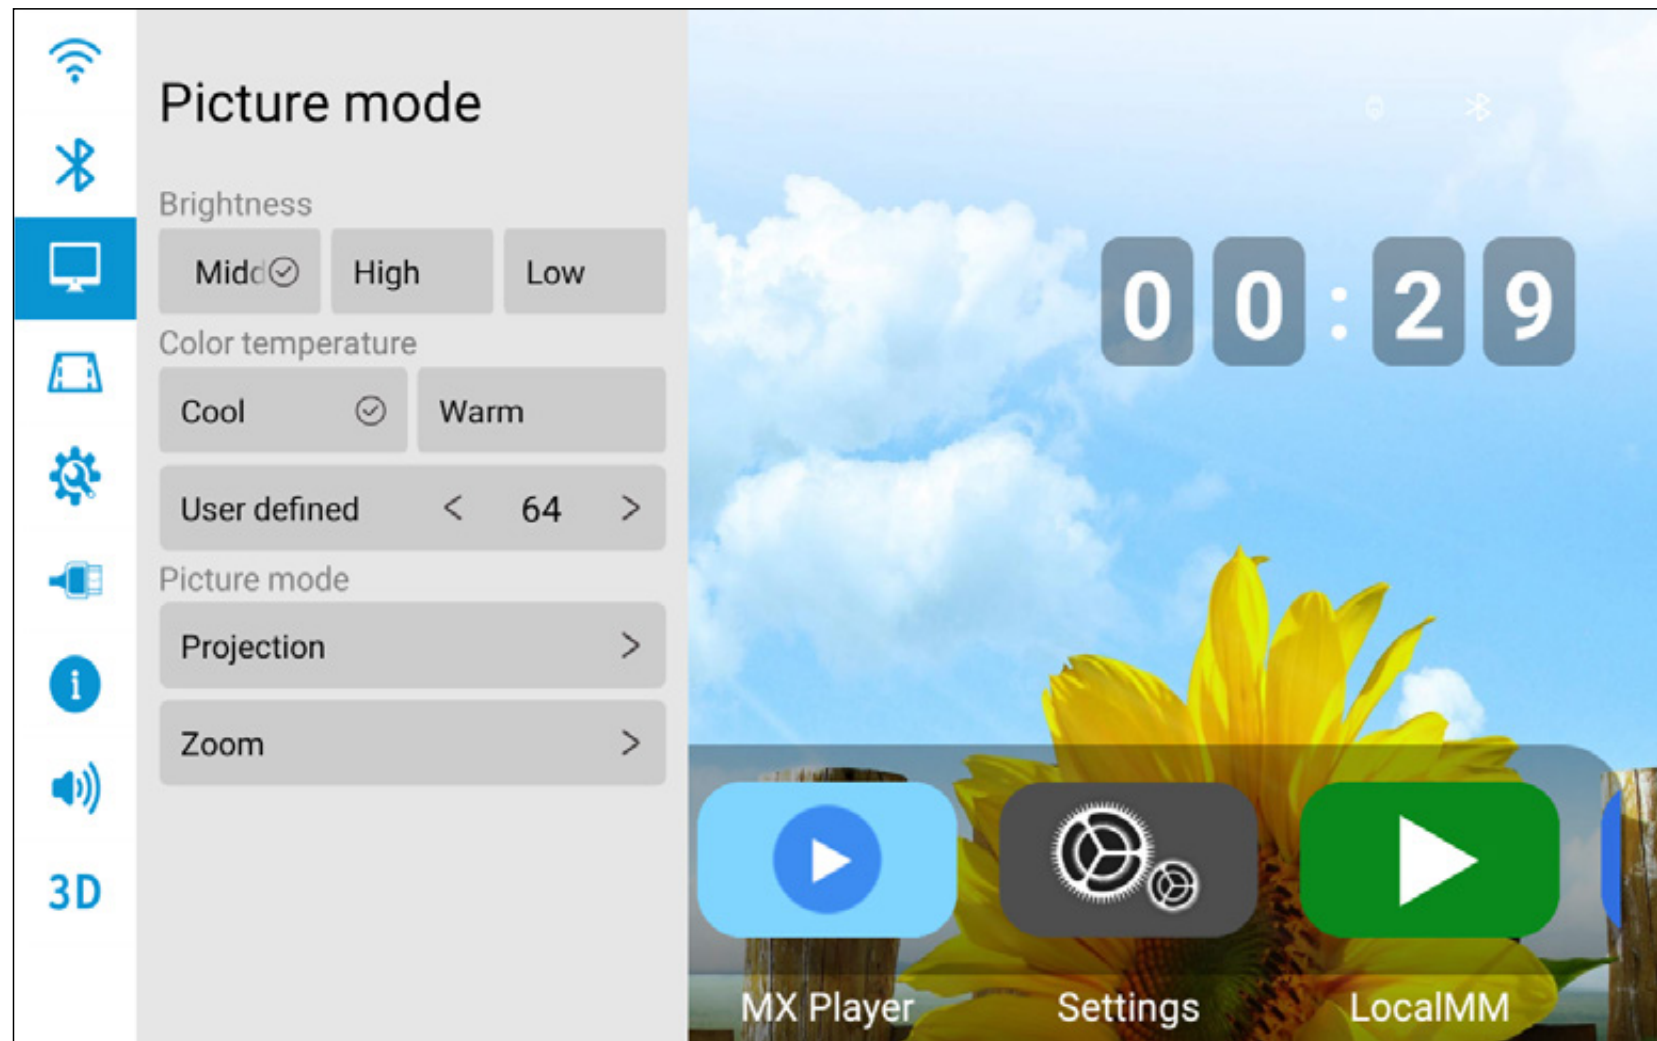 Picture mode
Brightness
Midd High Low
Color temperature
Cool Warm
User defined < 64 >
Picture mode
Projection >
Zoom >
3D
00:29
MX Player Settings LocalMM